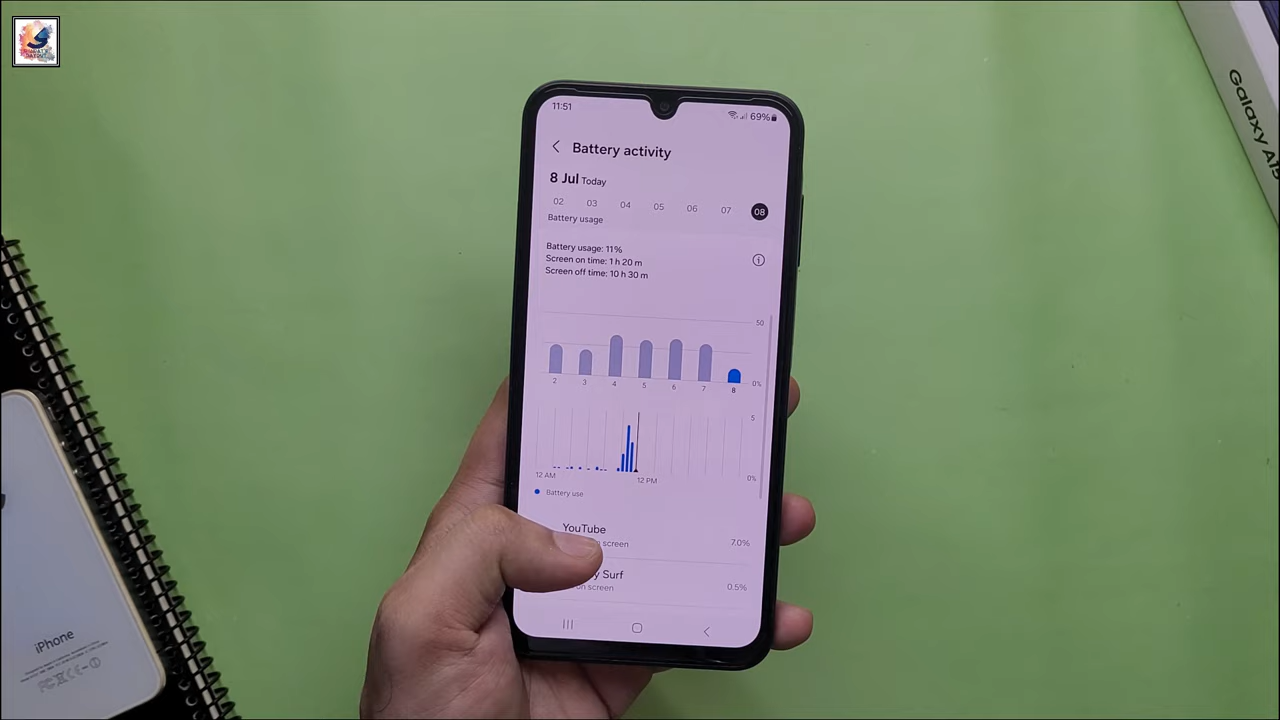 11:51
69%
Battery activity
8 Jul Today
02 03 04 05 06 07 08
Battery usage
Battery usage: 11%
Screen on time: 1 h 20 m
Screen off time: 10 h 30 m
50
2 3 4 5 6 7 8 0%
5
12 AM 12 PM 0%
Battery use
YouTube
screen 7.0%
Surf
on screen 0.5%
Galaxy A15
iPhone